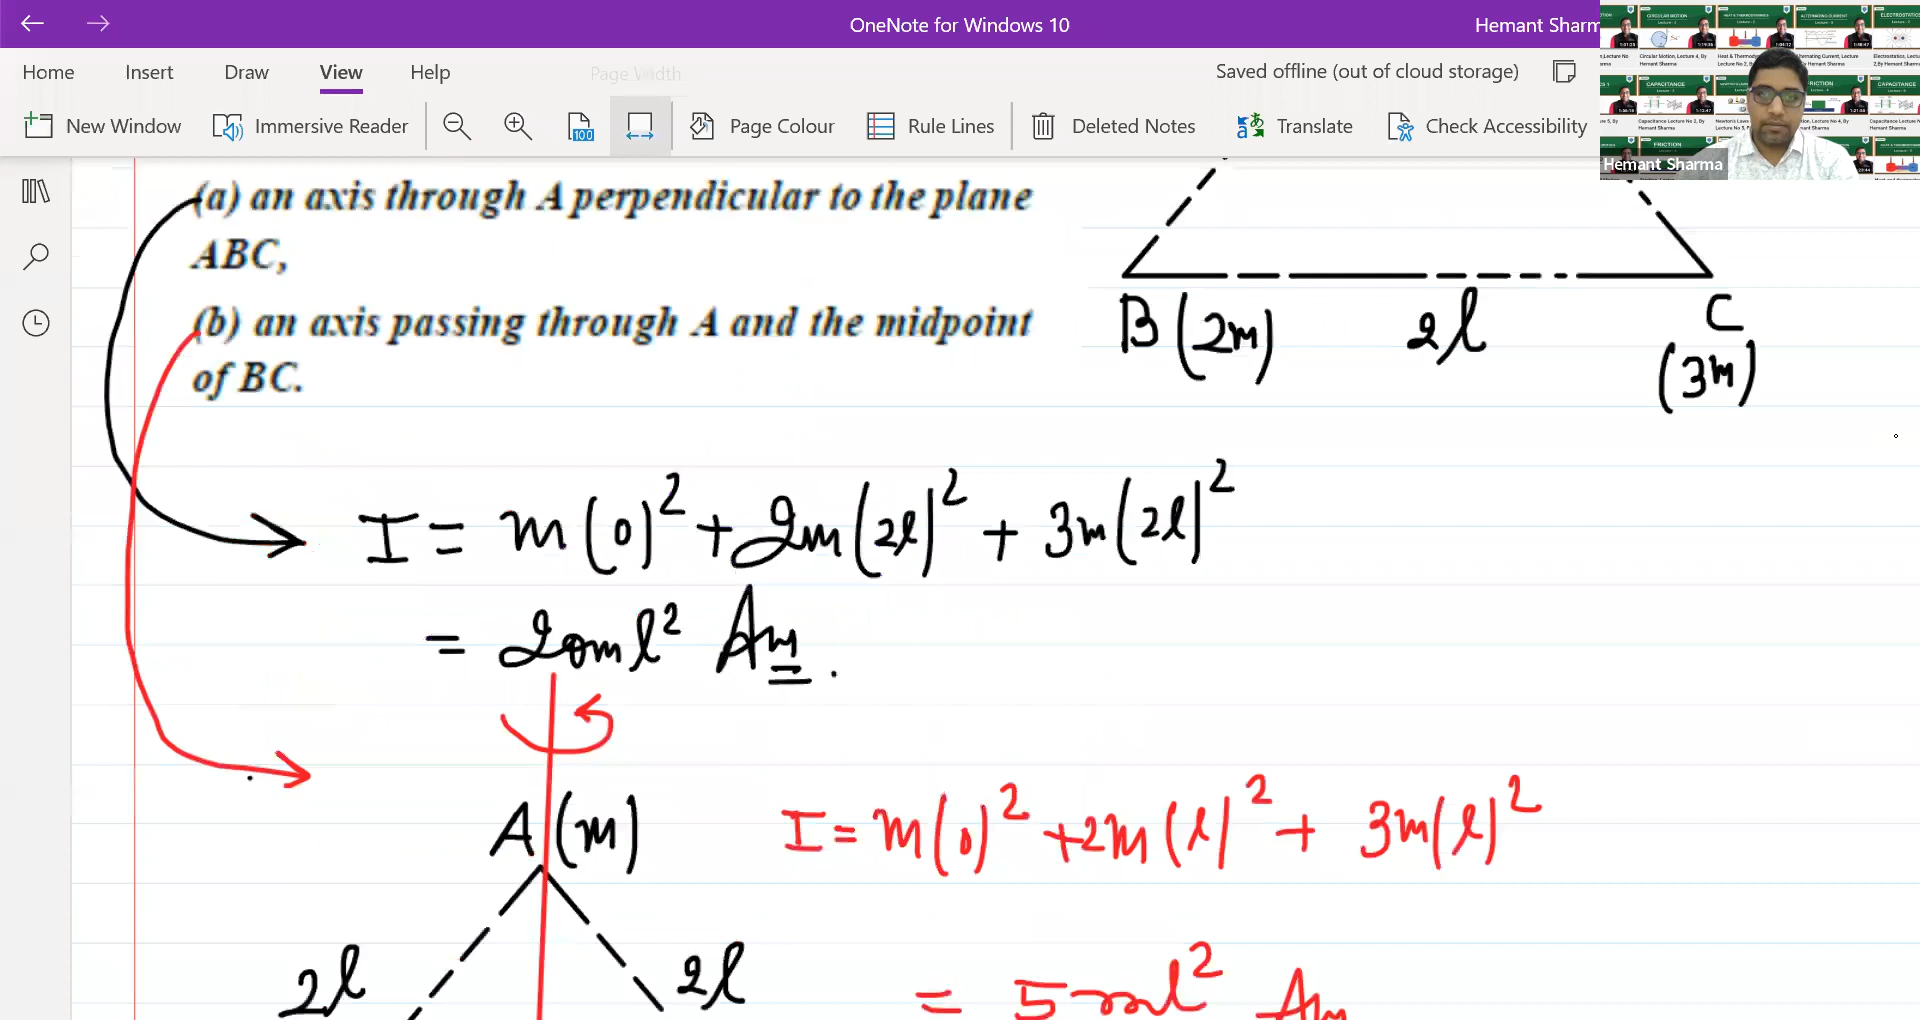 OneNote for Windows 10
Hemant Sharm
Home Insert Draw View Help Page Width
Saved offline (out of cloud storage)
New Window Immersive Reader 100 Page Colour Rule Lines Deleted Notes Translate Check Accessibility
Hemant Sharma
(a) an axis through A perpendicular to the plane
ABC,
(b) an axis passing through A and the midpoint
of BC.
B (2m) 2l C
(3m)
I = m(0)² + 2m(2l)² + 3m(2l)²
= 20ml² Ans.
A (m)
I = m(0)² + 2m(l)² + 3m(l)²
2l 2l
= 5ml² Ans